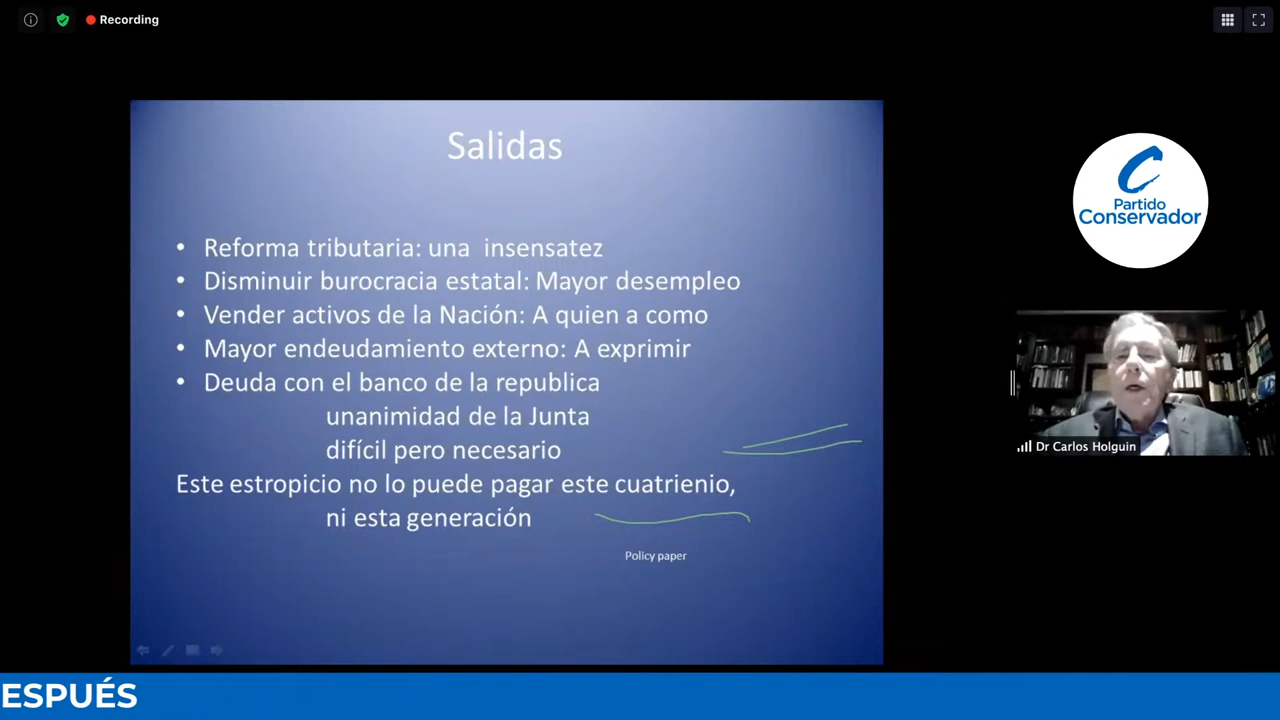 Recording
Salidas
• Reforma tributaria: una insensatez
• Disminuir burocracia estatal: Mayor desempleo
• Vender activos de la Nación: A quien a como
• Mayor endeudamiento externo: A exprimir
• Deuda con el banco de la republica
unanimidad de la Junta
difícil pero necesario
Este estropicio no lo puede pagar este cuatrienio,
ni esta generación
Policy paper
Partido
Conservador
Dr Carlos Holguin
ESPUÉS